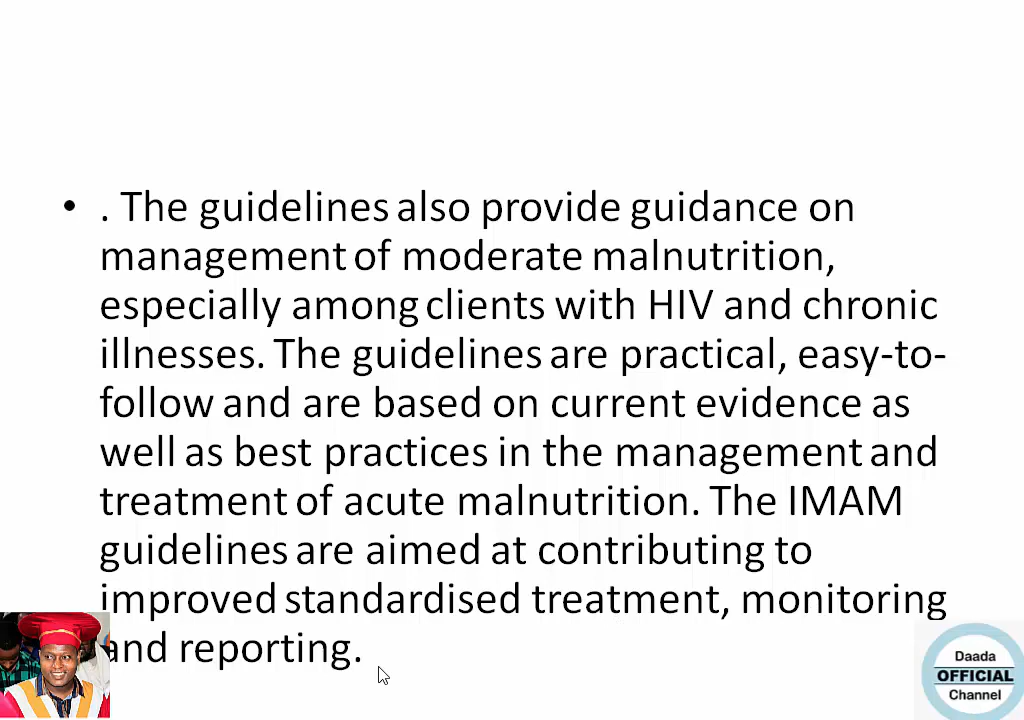 • . The guidelines also provide guidance on
management of moderate malnutrition,
especially among clients with HIV and chronic
illnesses. The guidelines are practical, easy-to-
follow and are based on current evidence as
well as best practices in the management and
treatment of acute malnutrition. The IMAM
guidelines are aimed at contributing to
improved standardised treatment, monitoring
and reporting.
Daada
OFFICIAL
Channel